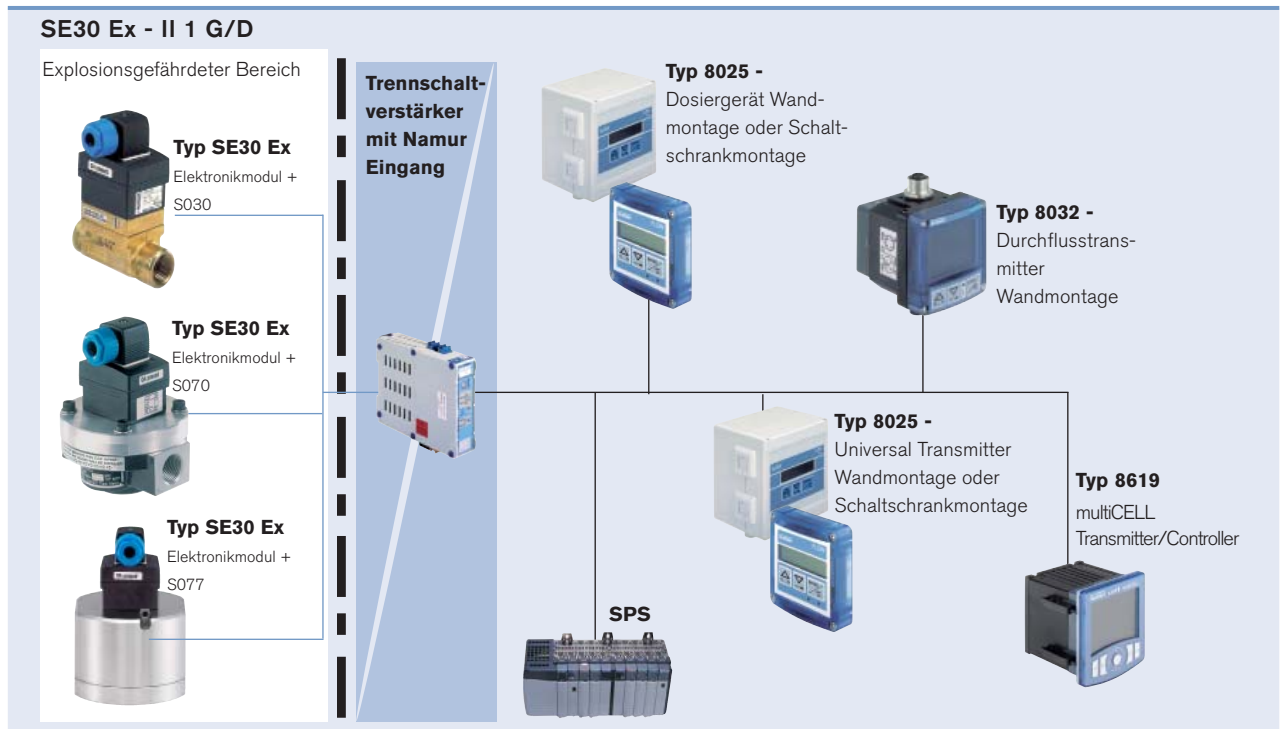 SE30 Ex - II 1 G/D
Explosionsgefährdeter Bereich
Typ SE30 Ex
Elektronikmodul +
S030
Typ SE30 Ex
Elektronikmodul +
S070
Typ SE30 Ex
Elektronikmodul +
S077
Trennschalt-
verstärker
mit Namur
Eingang
Typ 8025 -
Dosiergerät Wand-
montage oder Schalt-
schrankmontage
Typ 8032 -
Durchflusstrans-
mitter
Wandmontage
Typ 8025 -
Universal Transmitter
Wandmontage oder
Schaltschrankmontage
Typ 8619
multiCELL
Transmitter/Controller
SPS